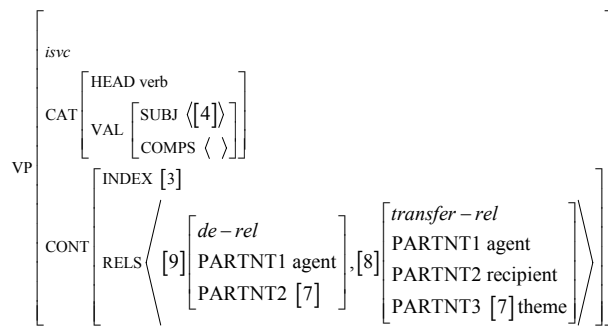 isvc
CAT [HEAD verb
VAL [SUBJ ⟨[4]⟩
COMPS ⟨ ⟩]]
VP
INDEX [3]
CONT
RELS ⟨ [9] [de – rel
PARTNT1 agent
PARTNT2 [7]] , [8] [transfer – rel
PARTNT1 agent
PARTNT2 recipient
PARTNT3 [7] theme] ⟩